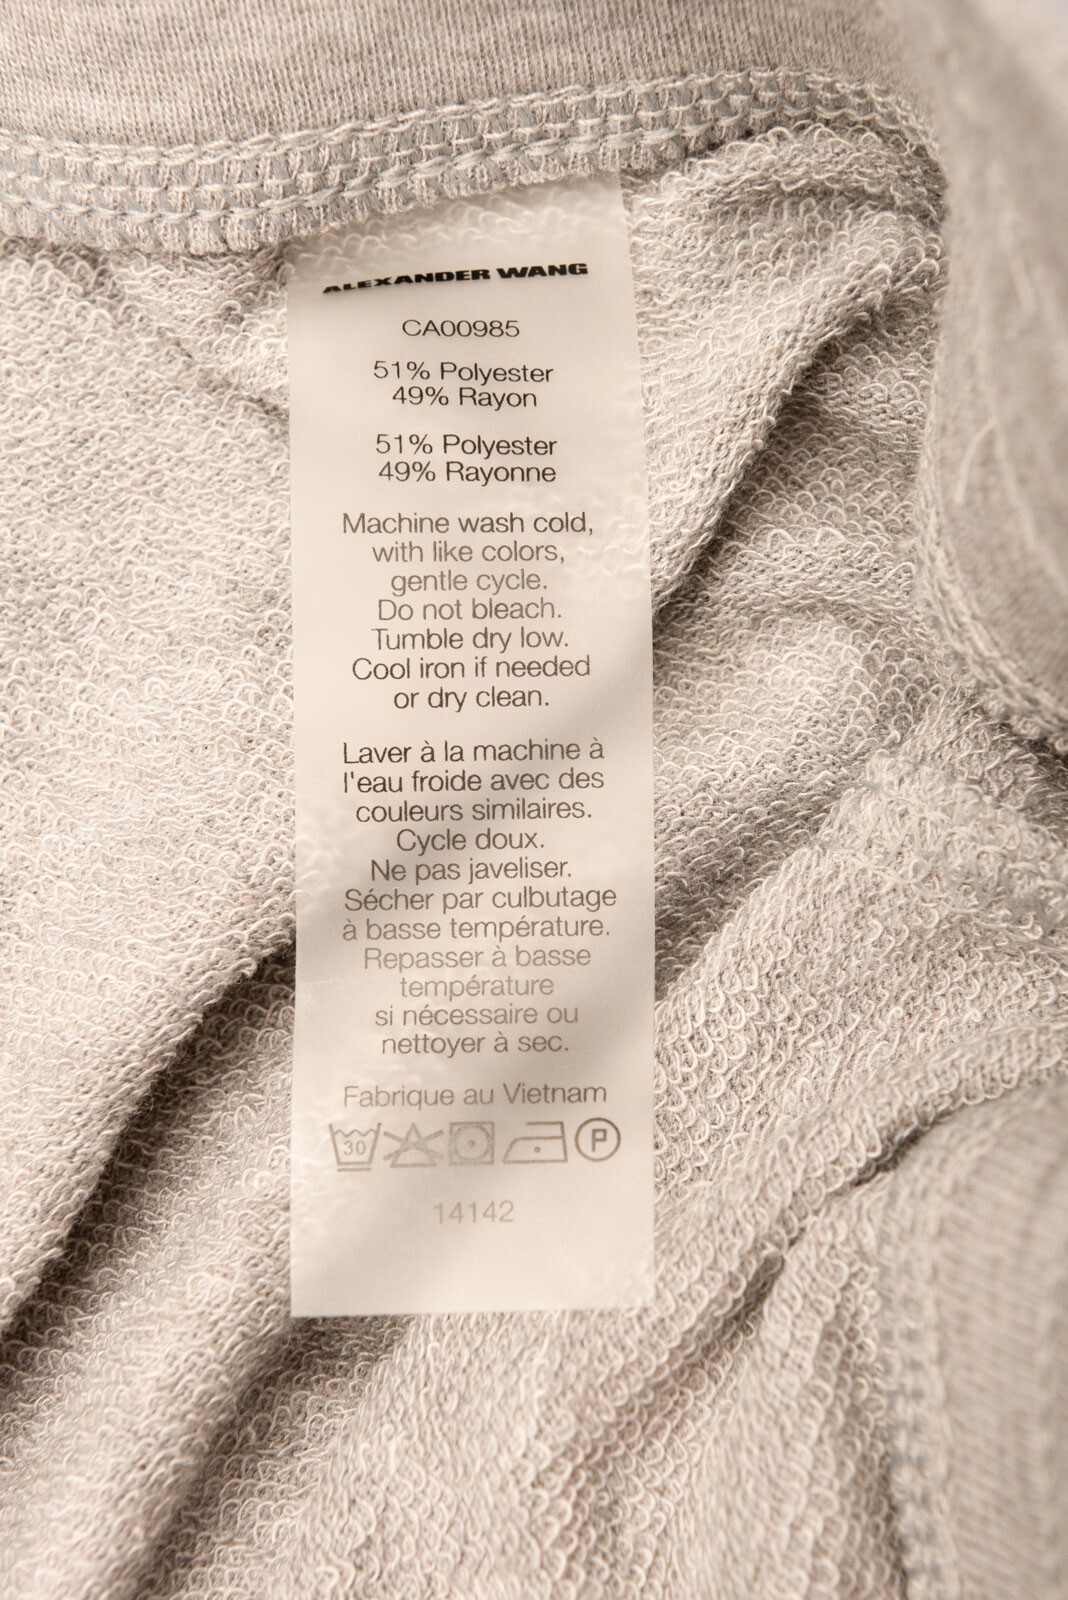 ALEXANDER WANG
CA00985
51% Polyester
49% Rayon
51% Polyester
49% Rayonne
Machine wash cold,
with like colors,
gentle cycle.
Do not bleach.
Tumble dry low.
Cool iron if needed
or dry clean.
Laver à la machine à
l'eau froide avec des
couleurs similaires.
Cycle doux.
Ne pas javeliser.
Sécher par culbutage
à basse température.
Repasser à basse
température
si nécessaire ou
nettoyer à sec.
Fabrique au Vietnam
30 P
14142